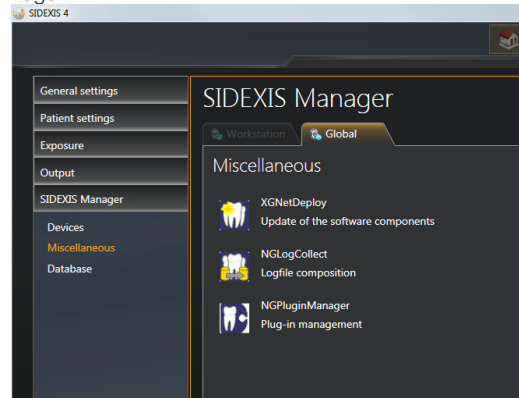 SIDEXIS 4
General settings
Patient settings
Exposure
Output
SIDEXIS Manager
Devices
Miscellaneous
Database
SIDEXIS Manager
Workstation
Global
Miscellaneous
XGNetDeploy
Update of the software components
NGLogCollect
Logfile composition
NGPluginManager
Plug-in management